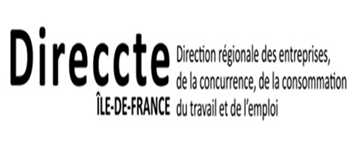 Direccte
ÎLE-DE-FRANCE
Direction régionale des entreprises,
de la concurrence, de la consommation
du travail et de l'emploi